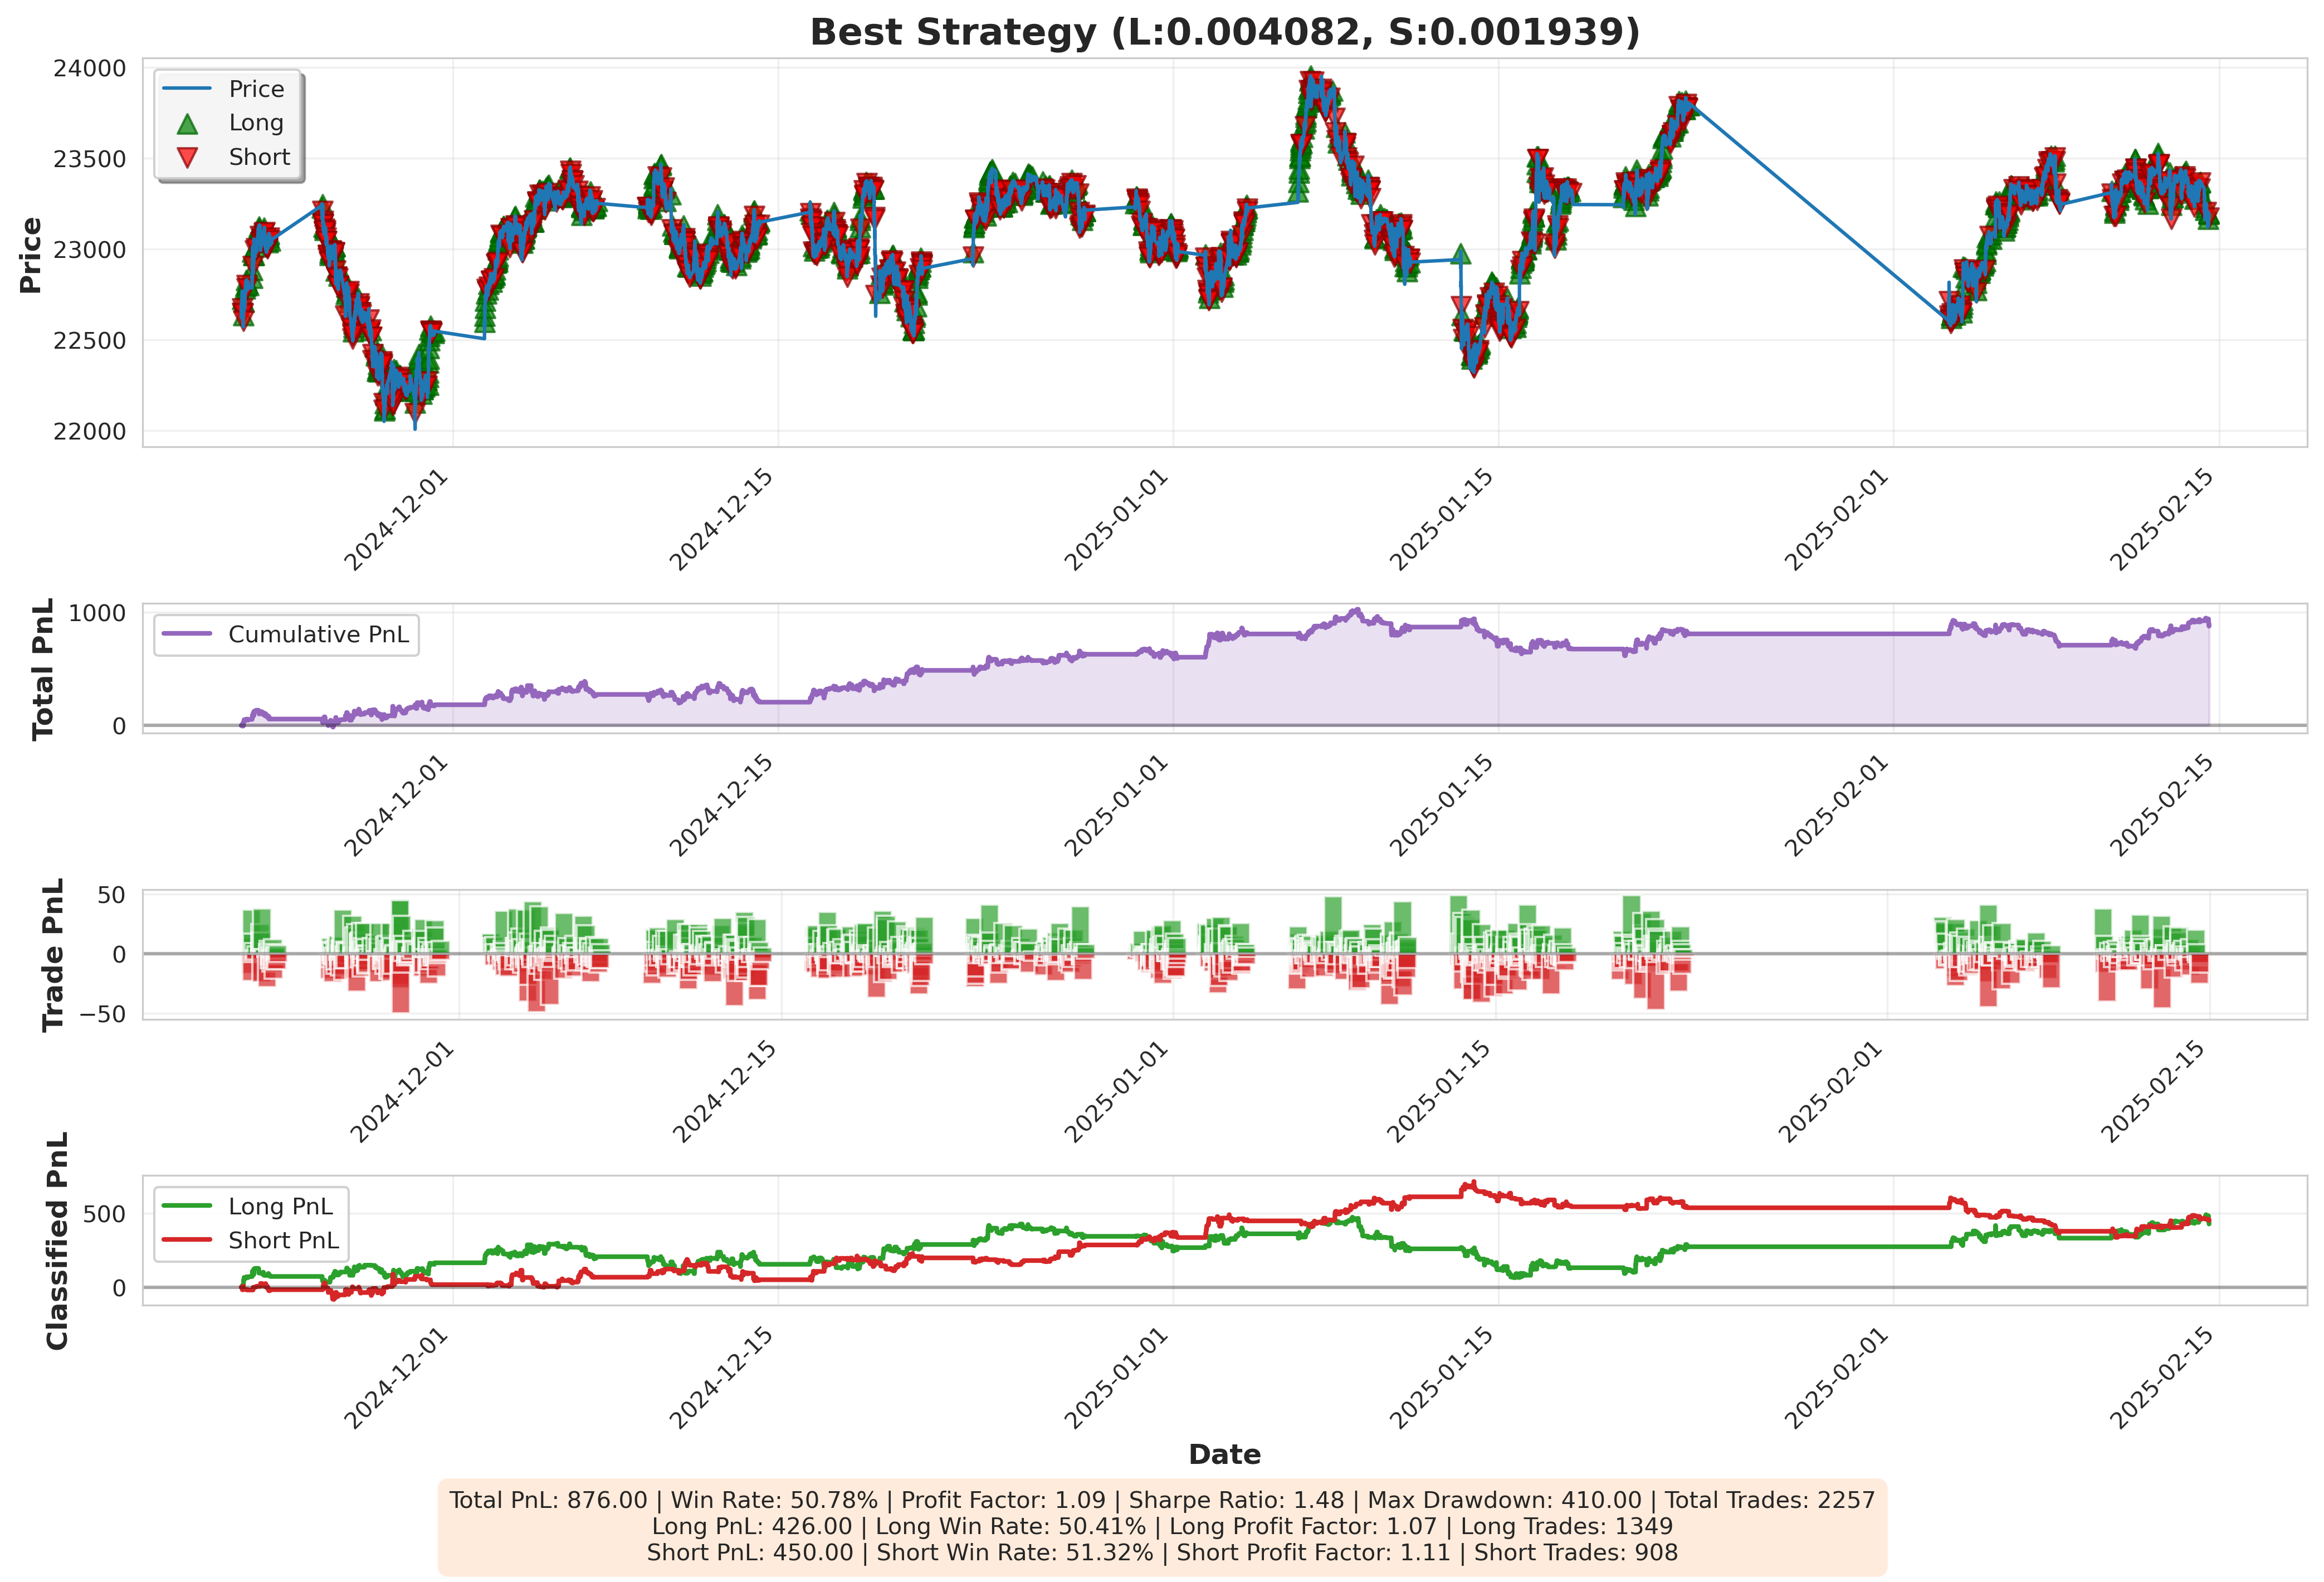 Best Strategy (L:0.004082, S:0.001939)
Price
24000
23500
23000
22500
22000
Price
Long
Short
2024-12-01
2024-12-15
2025-01-01
2025-01-15
2025-02-01
2025-02-15
Total PnL
1000
0
Cumulative PnL
2024-12-01
2024-12-15
2025-01-01
2025-01-15
2025-02-01
2025-02-15
Trade PnL
50
0
−50
2024-12-01
2024-12-15
2025-01-01
2025-01-15
2025-02-01
2025-02-15
Classified PnL
500
0
Long PnL
Short PnL
2024-12-01
2024-12-15
2025-01-01
2025-01-15
2025-02-01
2025-02-15
Date
Total PnL: 876.00 | Win Rate: 50.78% | Profit Factor: 1.09 | Sharpe Ratio: 1.48 | Max Drawdown: 410.00 | Total Trades: 2257
Long PnL: 426.00 | Long Win Rate: 50.41% | Long Profit Factor: 1.07 | Long Trades: 1349
Short PnL: 450.00 | Short Win Rate: 51.32% | Short Profit Factor: 1.11 | Short Trades: 908